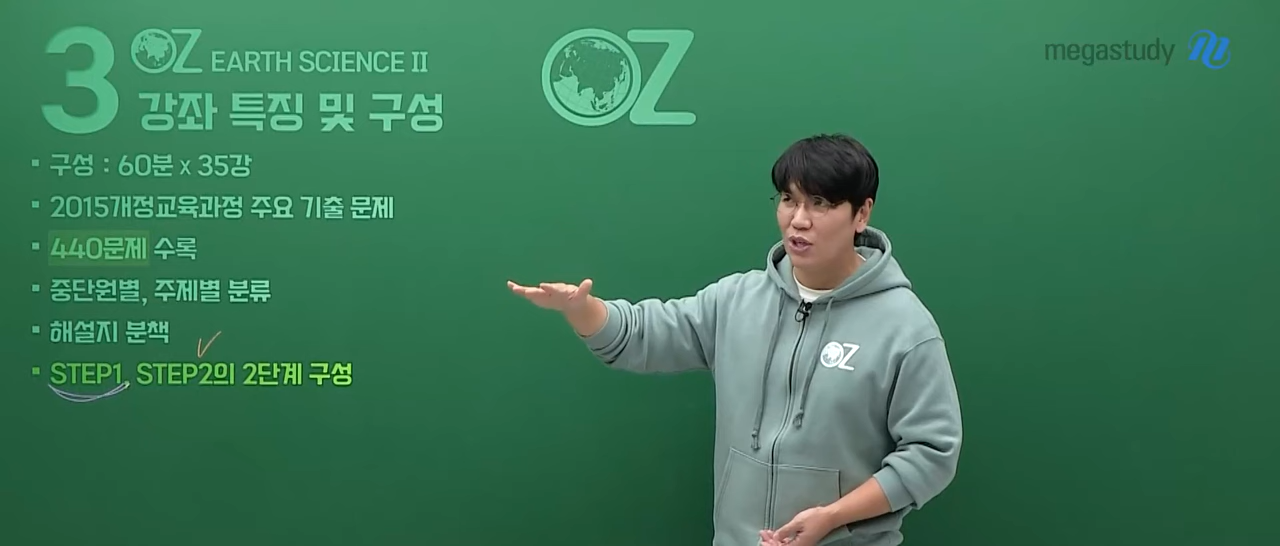 3
OZ EARTH SCIENCE II
강좌 특징 및 구성
OZ
megastudy
구성 : 60분 x 35강
2015개정교육과정 주요 기출 문제
440문제 수록
중단원별, 주제별 분류
해설지 분책
STEP1, STEP2의 2단계 구성
OZ